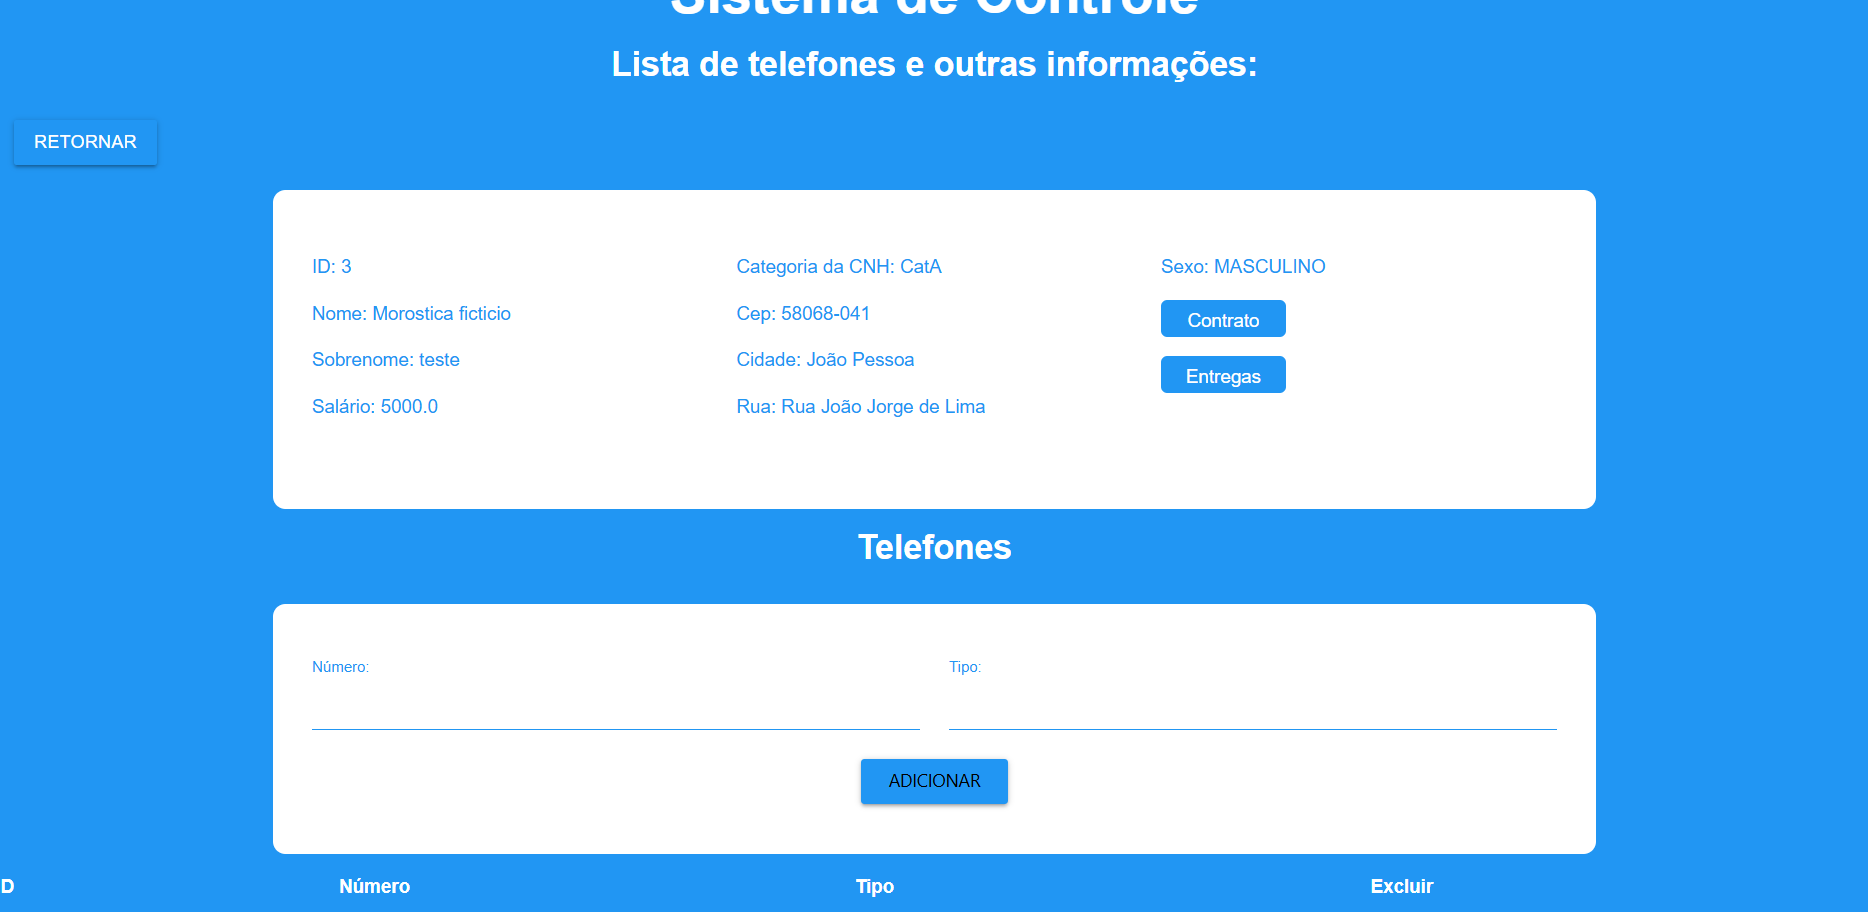 Sistema de Controle
Lista de telefones e outras informações:
RETORNAR
ID: 3
Nome: Morostica ficticio
Sobrenome: teste
Salário: 5000.0
Categoria da CNH: CatA
Cep: 58068-041
Cidade: João Pessoa
Rua: Rua João Jorge de Lima
Sexo: MASCULINO
Contrato
Entregas
Telefones
Número:
Tipo:
ADICIONAR
D Número Tipo Excluir